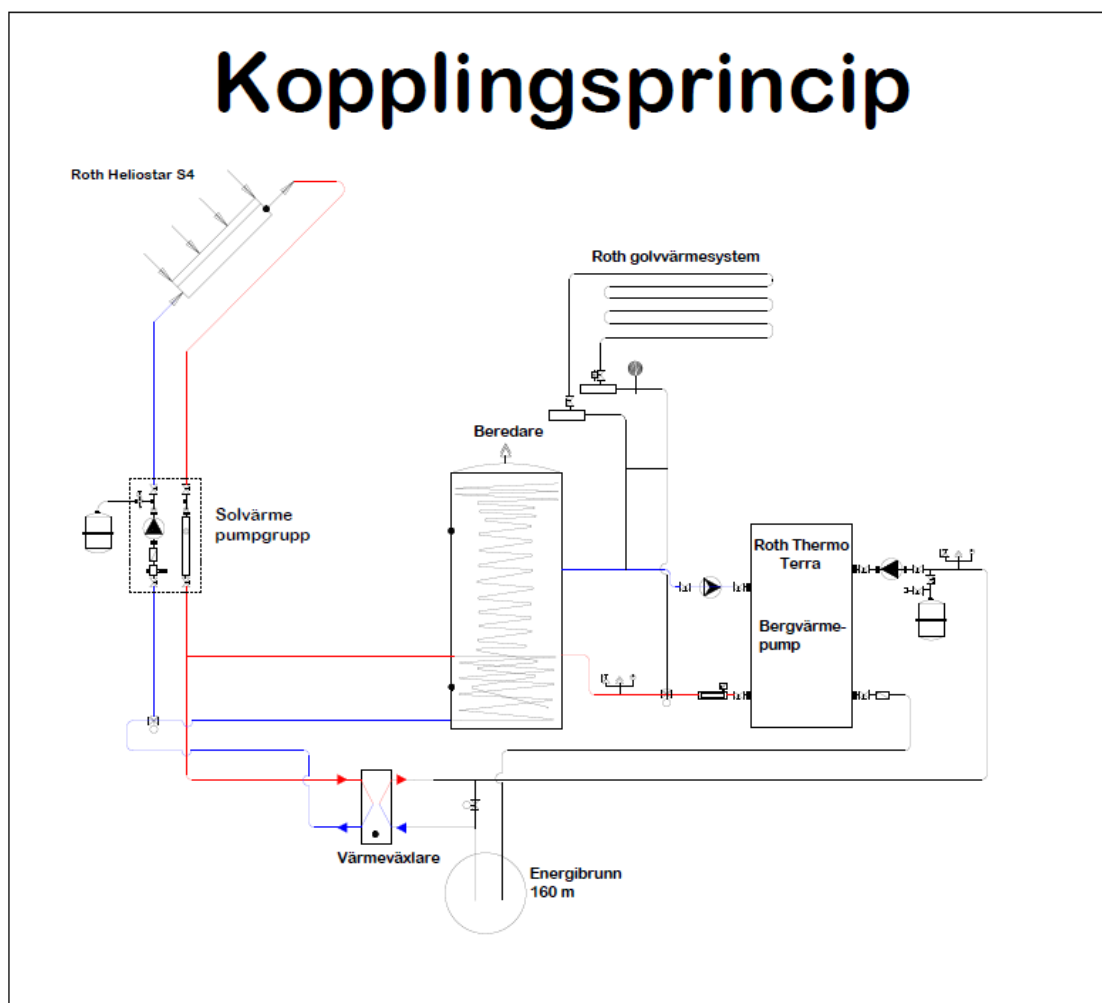 Kopplingsprincip
Roth Heliostar S4
Roth golvvärmesystem
Beredare
Solvärme
pumpgrupp
Roth Thermo
Terra
Bergvärme-
pump
Värmeväxlare
Energibrunn
160 m